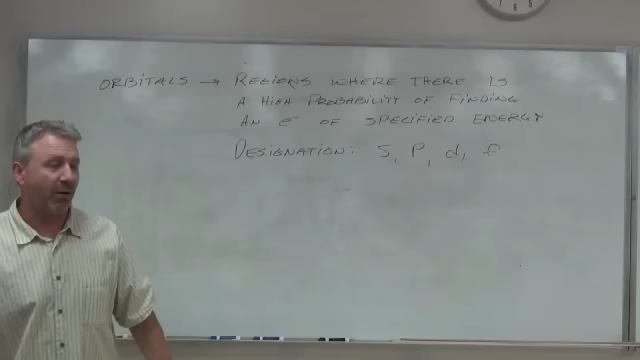 ORBITALS → REGIONS WHERE THERE IS
A HIGH PROBABILITY OF FINDING
AN e⁻ OF SPECIFIED ENERGY
DESIGNATION: S, P, d, f